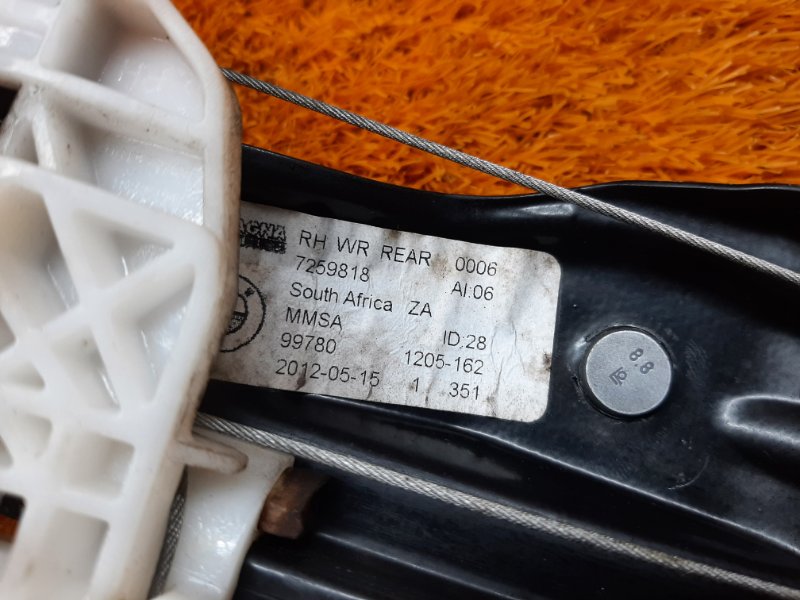 RH WR REAR 0006
7259818 AI:06
South Africa ZA
MMSA ID:28
99780 1205-162
2012-05-15 1 351
8.8